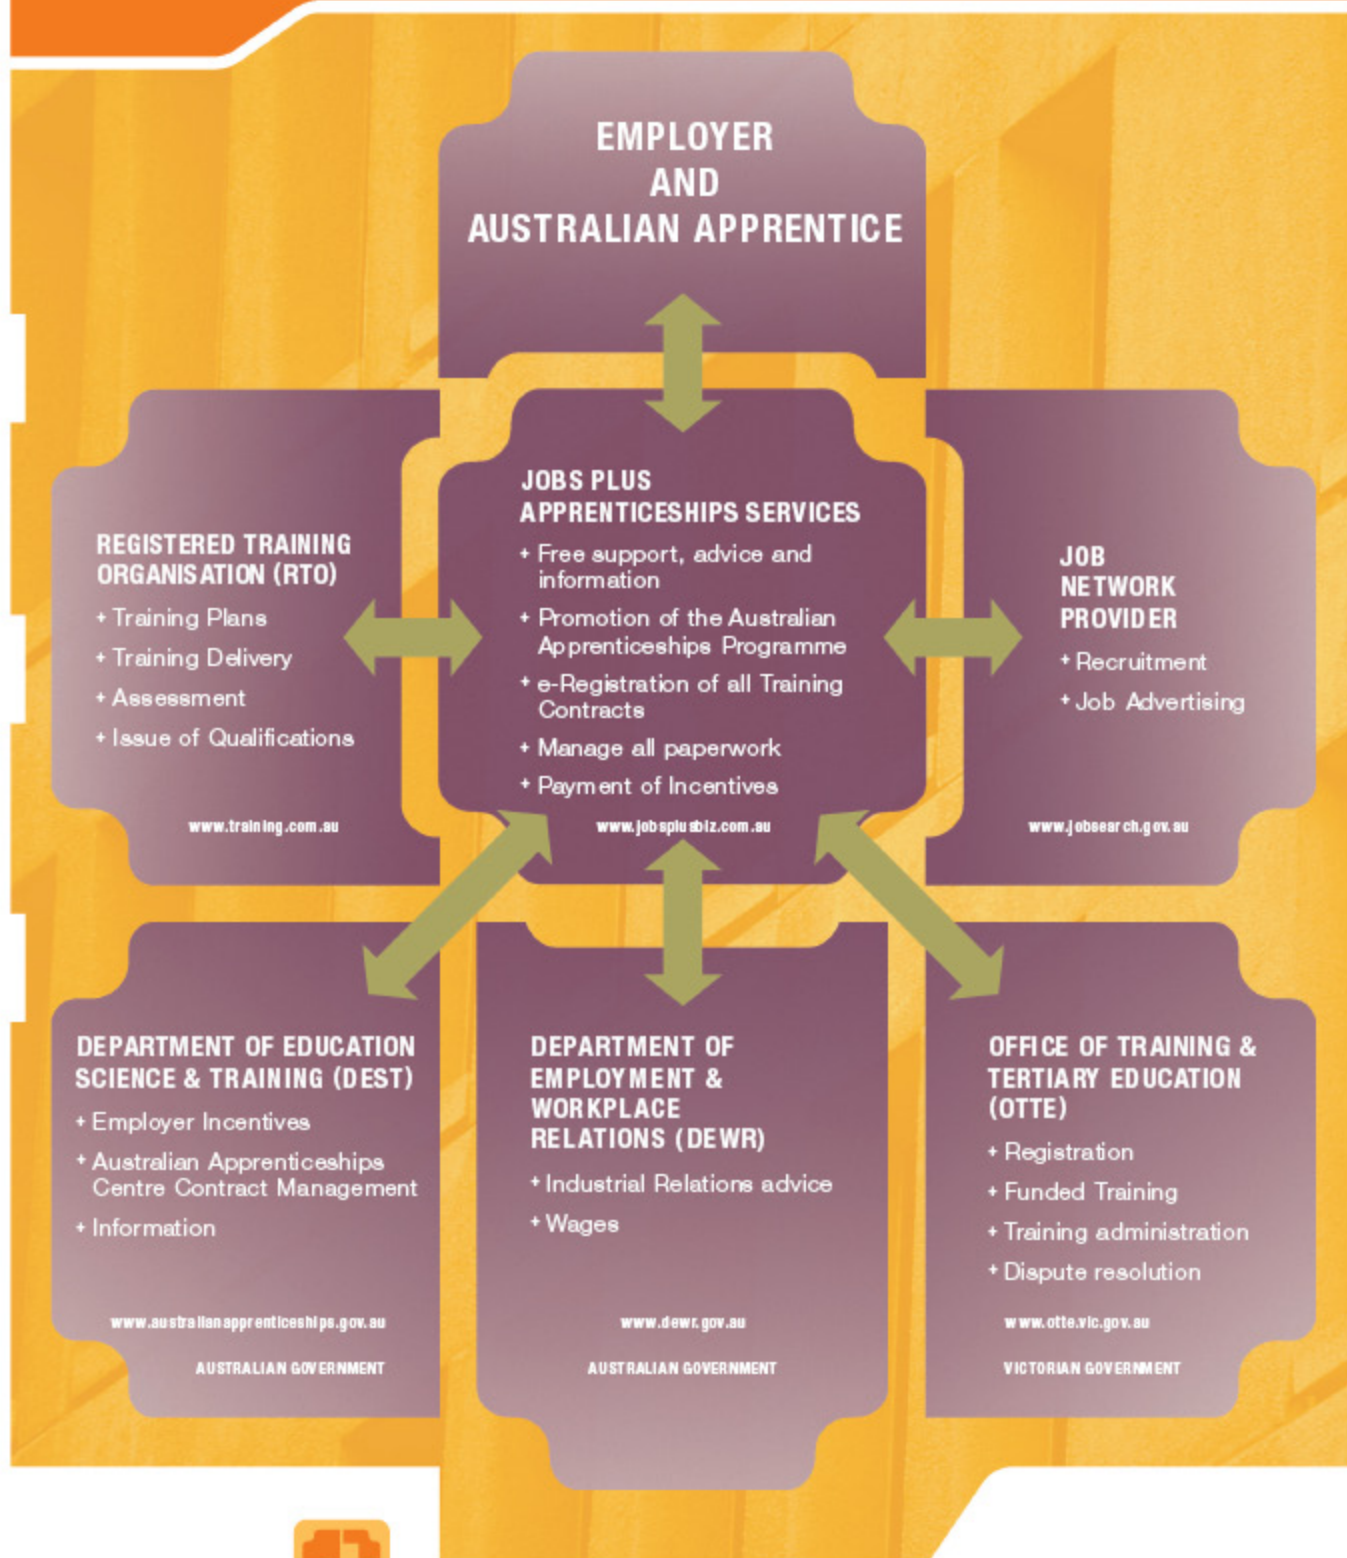 EMPLOYER
AND
AUSTRALIAN APPRENTICE
REGISTERED TRAINING
ORGANISATION (RTO)
+ Training Plans
+ Training Delivery
+ Assessment
+ Issue of Qualifications
www.training.com.au
JOBS PLUS
APPRENTICESHIPS SERVICES
+ Free support, advice and
information
+ Promotion of the Australian
Apprenticeships Programme
+ e-Registration of all Training
Contracts
+ Manage all paperwork
+ Payment of Incentives
www.jobsplusbiz.com.au
JOB
NETWORK
PROVIDER
+ Recruitment
+ Job Advertising
www.jobsearch.gov.au
DEPARTMENT OF EDUCATION
SCIENCE & TRAINING (DEST)
+ Employer Incentives
+ Australian Apprenticeships
Centre Contract Management
+ Information
www.australianapprenticeships.gov.au
AUSTRALIAN GOVERNMENT
DEPARTMENT OF
EMPLOYMENT &
WORKPLACE
RELATIONS (DEWR)
+ Industrial Relations advice
+ Wages
www.dewr.gov.au
AUSTRALIAN GOVERNMENT
OFFICE OF TRAINING &
TERTIARY EDUCATION
(OTTE)
+ Registration
+ Funded Training
+ Training administration
+ Dispute resolution
www.otte.vic.gov.au
VICTORIAN GOVERNMENT